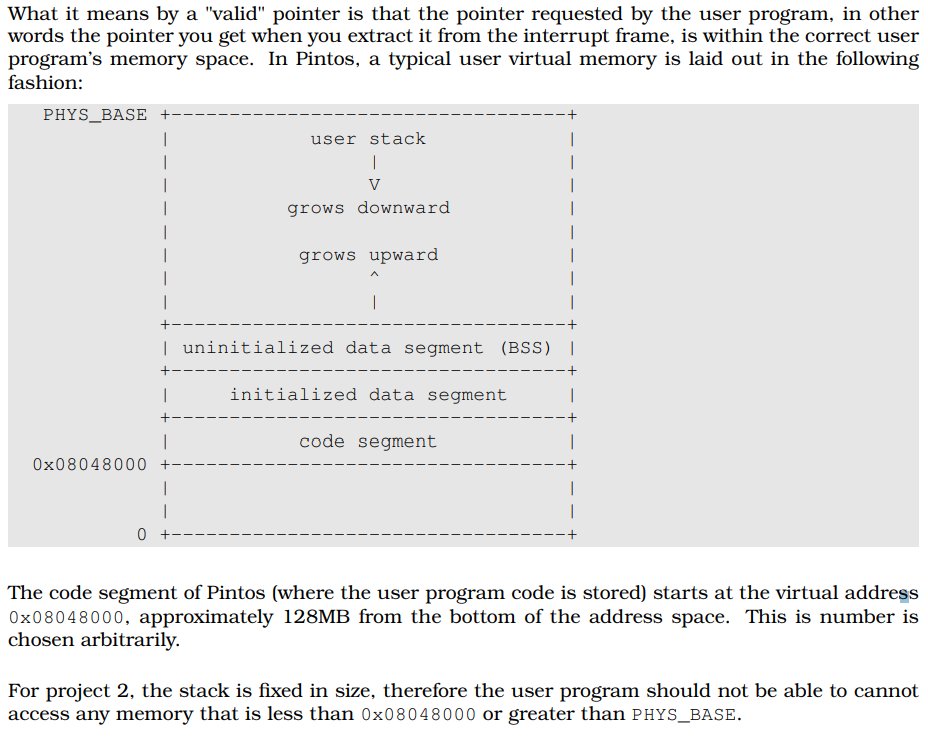 What it means by a "valid" pointer is that the pointer requested by the user program, in other
words the pointer you get when you extract it from the interrupt frame, is within the correct user
program's memory space. In Pintos, a typical user virtual memory is laid out in the following
fashion:
PHYS_BASE +----------------------------------+
| user stack |
| | |
| V |
| grows downward |
| |
| grows upward |
| ^ |
| | |
+----------------------------------+
| uninitialized data segment (BSS) |
+----------------------------------+
| initialized data segment |
+----------------------------------+
| code segment |
0x08048000 +----------------------------------+
| |
| |
0 +----------------------------------+
The code segment of Pintos (where the user program code is stored) starts at the virtual address
0x08048000, approximately 128MB from the bottom of the address space. This is number is
chosen arbitrarily.
For project 2, the stack is fixed in size, therefore the user program should not be able to cannot
access any memory that is less than 0x08048000 or greater than PHYS_BASE.